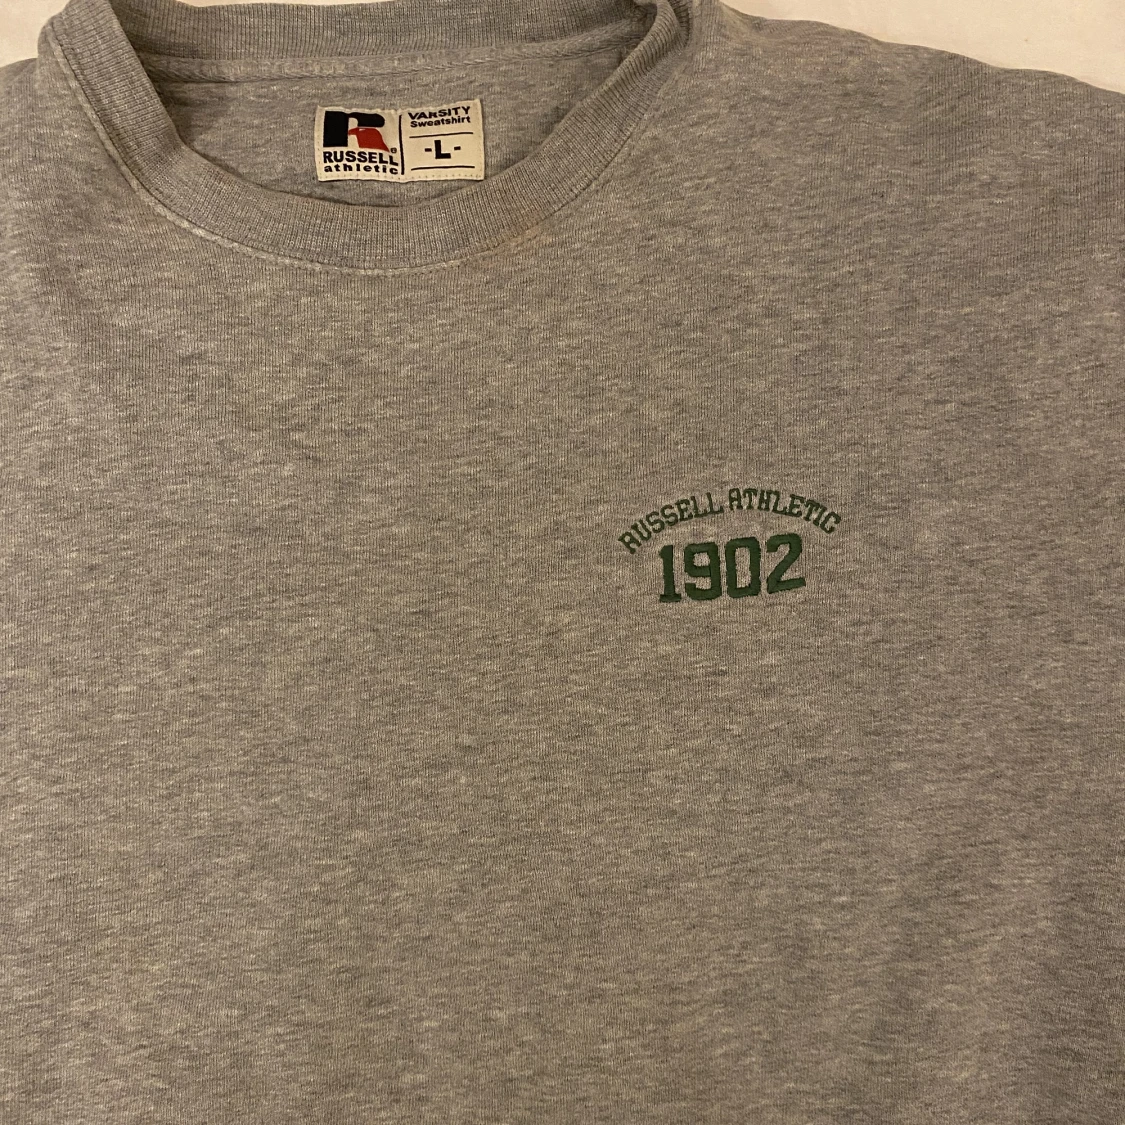 VARSITY
Sweatshirt
-L-
R
RUSSELL
athletic
RUSSELL ATHLETIC
1902